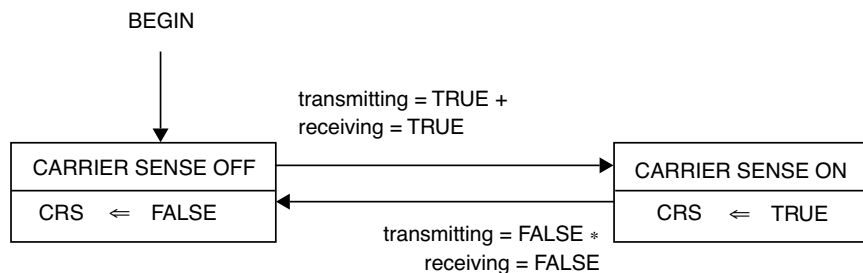 BEGIN
transmitting = TRUE +
receiving = TRUE
CARRIER SENSE OFF
CRS ⇐ FALSE
CARRIER SENSE ON
CRS ⇐ TRUE
transmitting = FALSE *
receiving = FALSE